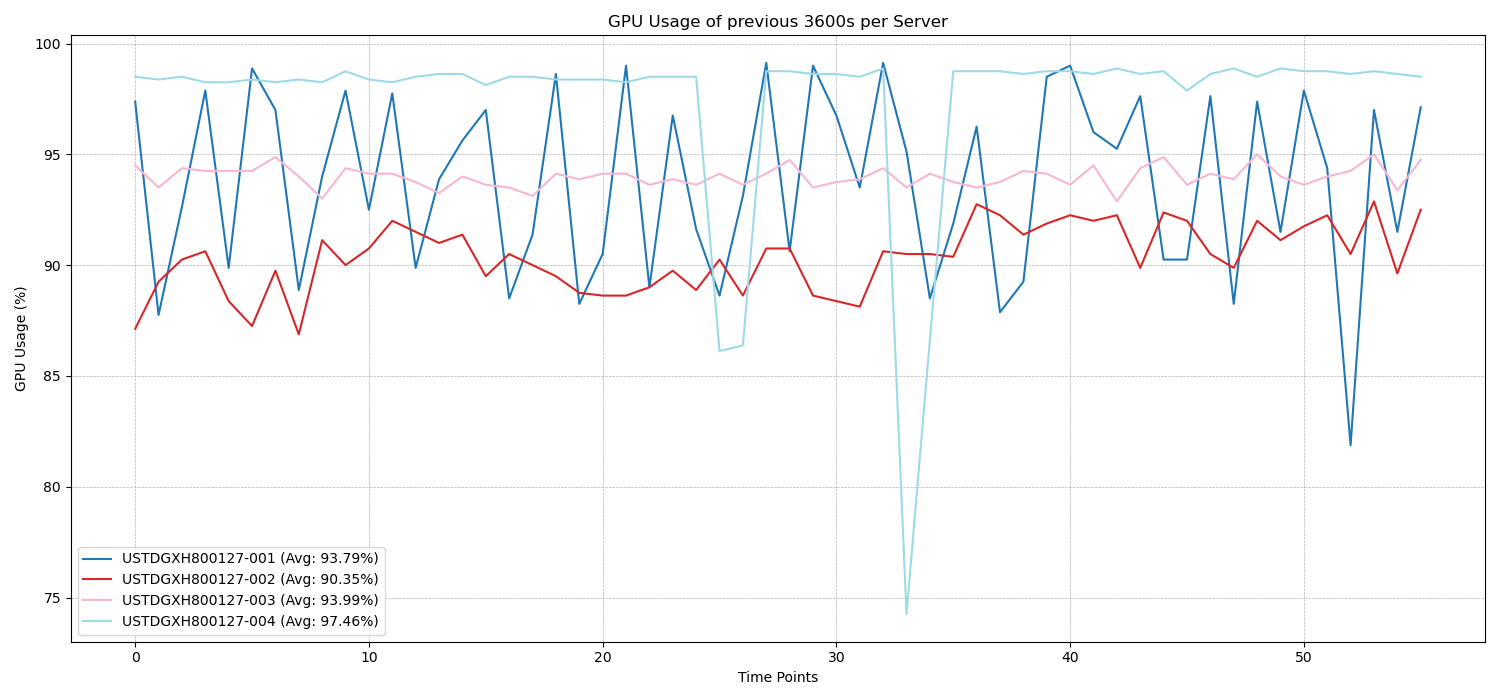 GPU Usage of previous 3600s per Server
GPU Usage (%)
100
95
90
85
80
75
USTDGXH800127-001 (Avg: 93.79%)
USTDGXH800127-002 (Avg: 90.35%)
USTDGXH800127-003 (Avg: 93.99%)
USTDGXH800127-004 (Avg: 97.46%)
0 10 20 30 40 50
Time Points